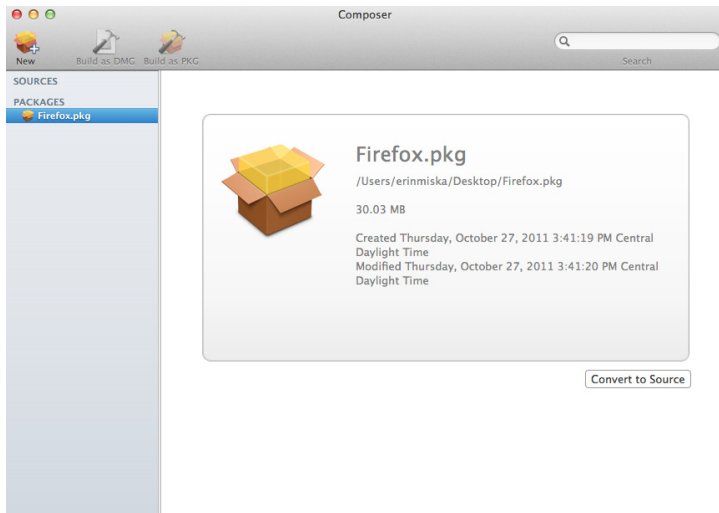 Composer
New
Build as DMG
Build as PKG
Search
SOURCES
PACKAGES
Firefox.pkg
Firefox.pkg
/Users/erinmiska/Desktop/Firefox.pkg
30.03 MB
Created Thursday, October 27, 2011 3:41:19 PM Central
Daylight Time
Modified Thursday, October 27, 2011 3:41:20 PM Central
Daylight Time
Convert to Source